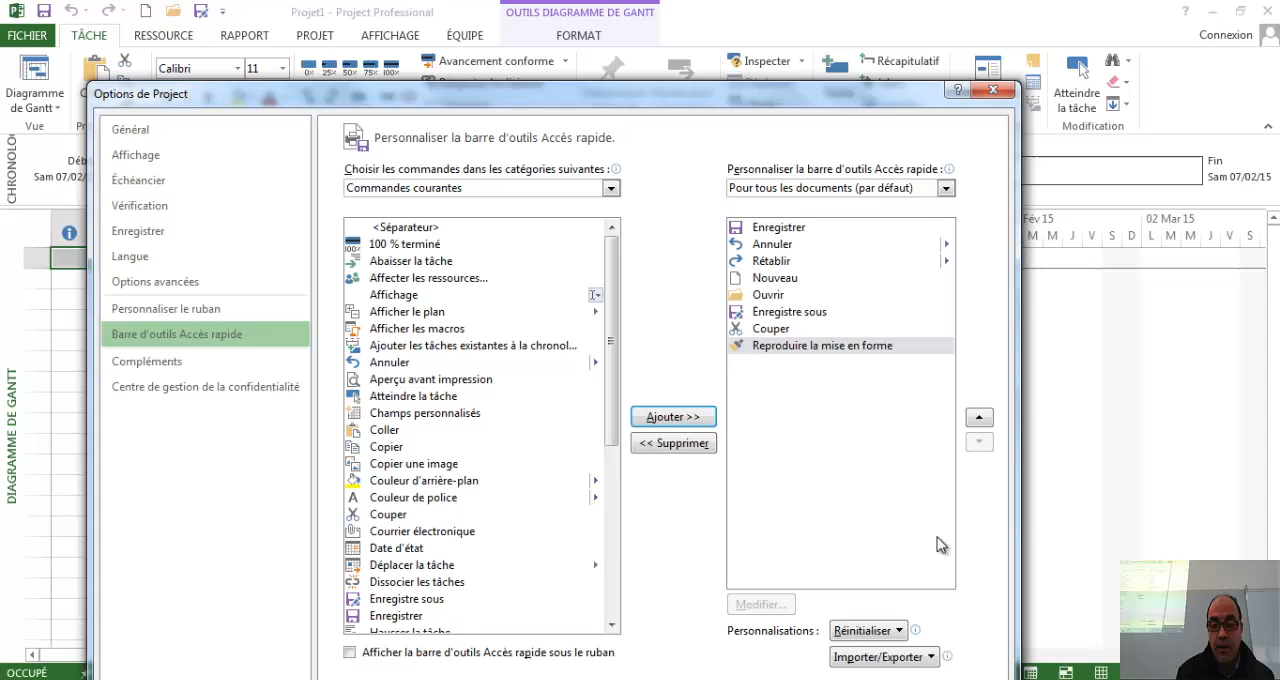 Projet1 - Project Professional
OUTILS DIAGRAMME DE GANTT
FICHIER
TÂCHE
RESSOURCE
RAPPORT
PROJET
AFFICHAGE
ÉQUIPE
FORMAT
Connexion
Calibri
11
0%
25%
50%
75%
100%
Avancement conforme
Inspecter
Récapitulatif
Diagramme
de Gantt
Vue
Atteindre
la tâche
Modification
CHRONOLOG
Sam 07/02/
Fin
Sam 07/02/15
Fév 15
02 Mar 15
M M J V S D L M M J V S
DIAGRAMME DE GANTT
OCCUPÉ
Options de Project
Général
Affichage
Échéancier
Vérification
Enregistrer
Langue
Options avancées
Personnaliser le ruban
Barre d'outils Accès rapide
Compléments
Centre de gestion de la confidentialité
Personnaliser la barre d'outils Accès rapide.
Choisir les commandes dans les catégories suivantes :
Commandes courantes
<Séparateur>
100 % terminé
Abaisser la tâche
Affecter les ressources...
Affichage
Afficher le plan
Afficher les macros
Ajouter les tâches existantes à la chronol...
Annuler
Aperçu avant impression
Atteindre la tâche
Champs personnalisés
Coller
Copier
Copier une image
Couleur d'arrière-plan
Couleur de police
Couper
Courrier électronique
Date d'état
Déplacer la tâche
Dissocier les tâches
Enregistre sous
Enregistrer
Hausser la tâche
Afficher la barre d'outils Accès rapide sous le ruban
Ajouter >>
<< Supprimer
Personnaliser la barre d'outils Accès rapide :
Pour tous les documents (par défaut)
Enregistrer
Annuler
Rétablir
Nouveau
Ouvrir
Enregistre sous
Couper
Reproduire la mise en forme
Modifier...
Personnalisations :
Réinitialiser
Importer/Exporter